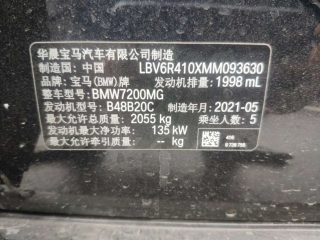 华晨宝马汽车有限公司制造
制造国: 中国 LBV6R410XMM093630
品牌: 宝马(BMW)牌 发动机排量: 1998 mL
整车型号: BMW7200MG
发动机型号: B48B20C 制造年月: 2021-05
最大允许总质量: 2055 kg 乘坐人数: 5
发动机最大净功率: 135 kW
最大允许牵引质量: -- kg